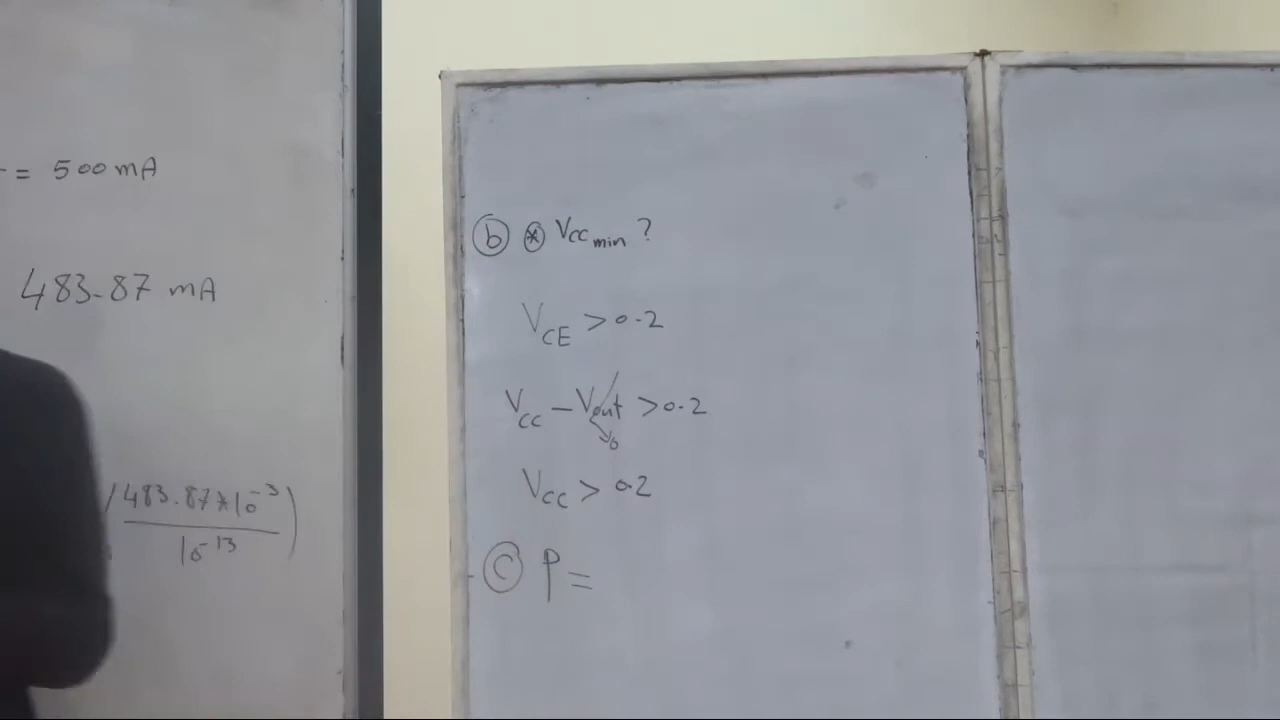 = 500 mA
483.87 mA
(483.87*10^-3 / 10^-13)
ⓑ ⊛ Vcc min ?
VCE > 0.2
Vcc - Vout > 0.2
Vcc > 0.2
ⓒ P =